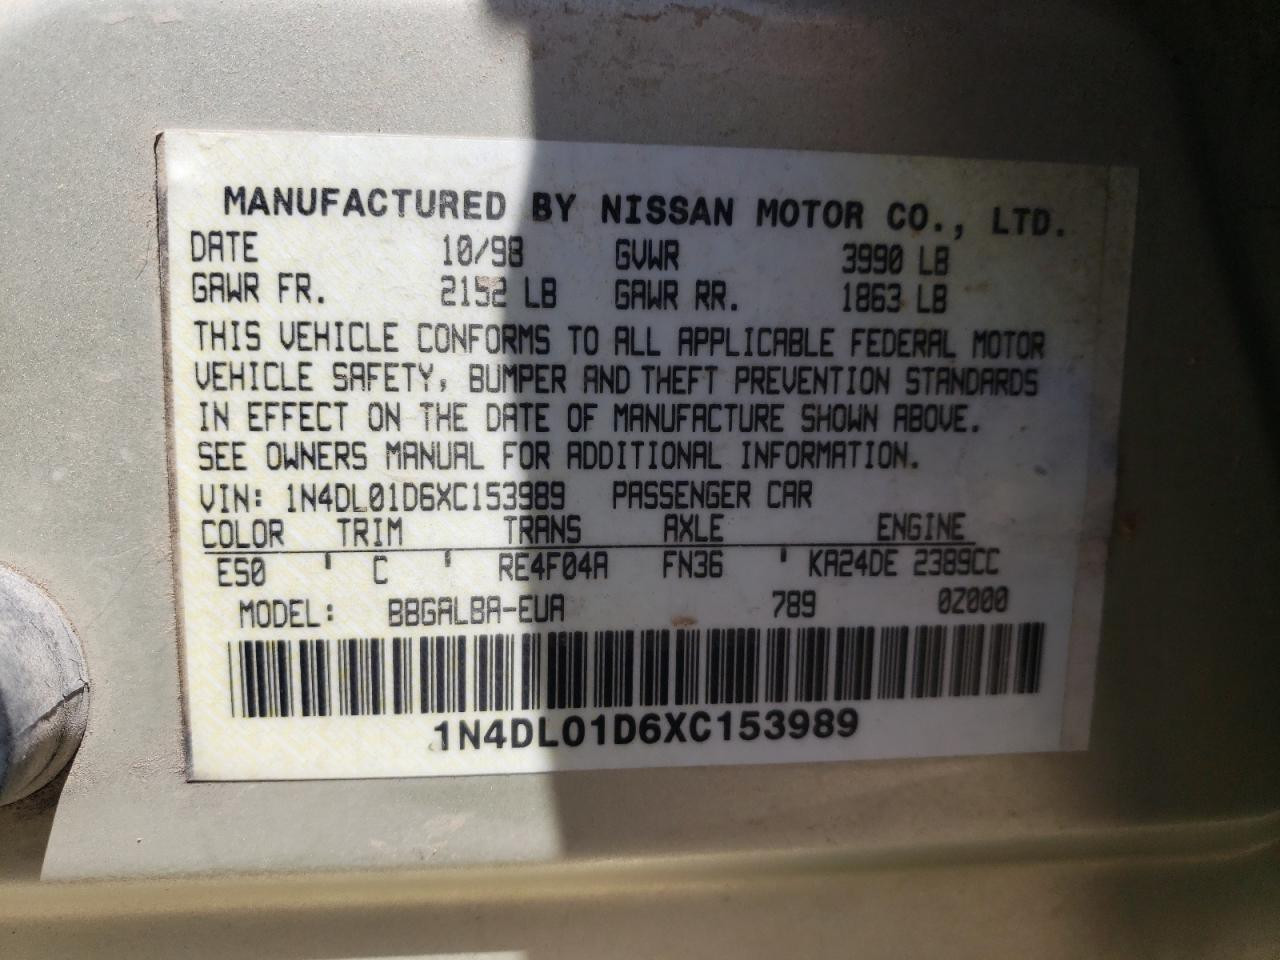 MANUFACTURED BY NISSAN MOTOR CO., LTD.
DATE 10/98 GVWR 3990 LB
GAWR FR. 2152 LB GAWR RR. 1863 LB
THIS VEHICLE CONFORMS TO ALL APPLICABLE FEDERAL MOTOR
VEHICLE SAFETY, BUMPER AND THEFT PREVENTION STANDARDS
IN EFFECT ON THE DATE OF MANUFACTURE SHOWN ABOVE.
SEE OWNERS MANUAL FOR ADDITIONAL INFORMATION.
VIN: 1N4DL01D6XC153989 PASSENGER CAR
COLOR TRIM TRANS AXLE ENGINE
ES0 ' C ' RE4F04A FN36 ' KA24DE 2389CC
MODEL: BBGALBA-EUA 789 0Z000
1N4DL01D6XC153989